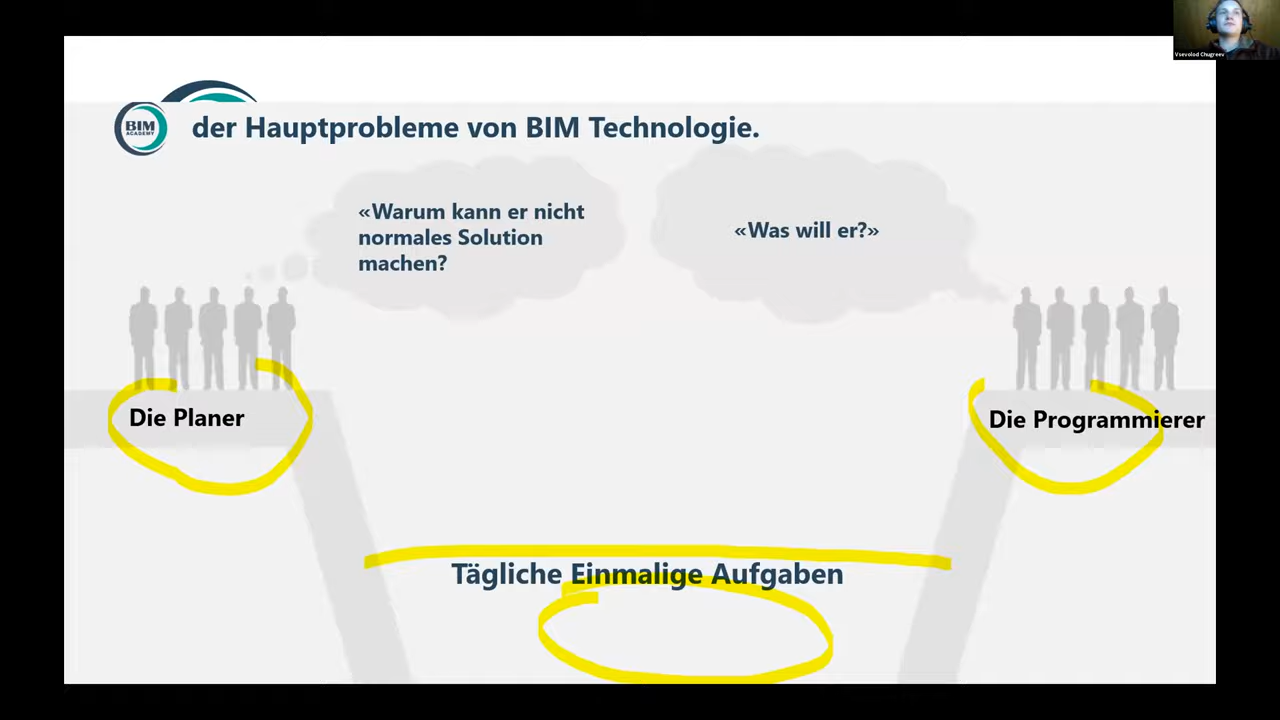 Vsevolod Chugreev
BIM
ACADEMY
der Hauptprobleme von BIM Technologie.
«Warum kann er nicht
normales Solution
machen?
«Was will er?»
Die Planer
Die Programmierer
Tägliche Einmalige Aufgaben